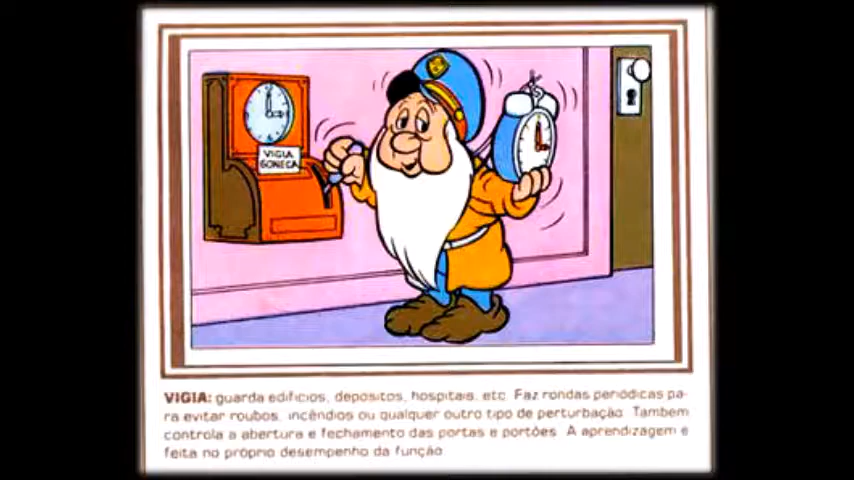 VIGIA
SONECA
VIGIA: guarda edifícios, depósitos, hospitais, etc. Faz rondas periódicas pa-
ra evitar roubos, incêndios ou qualquer outro tipo de perturbação. Também
controla a abertura e fechamento das portas e portões. A aprendizagem é
feita no próprio desempenho da função.